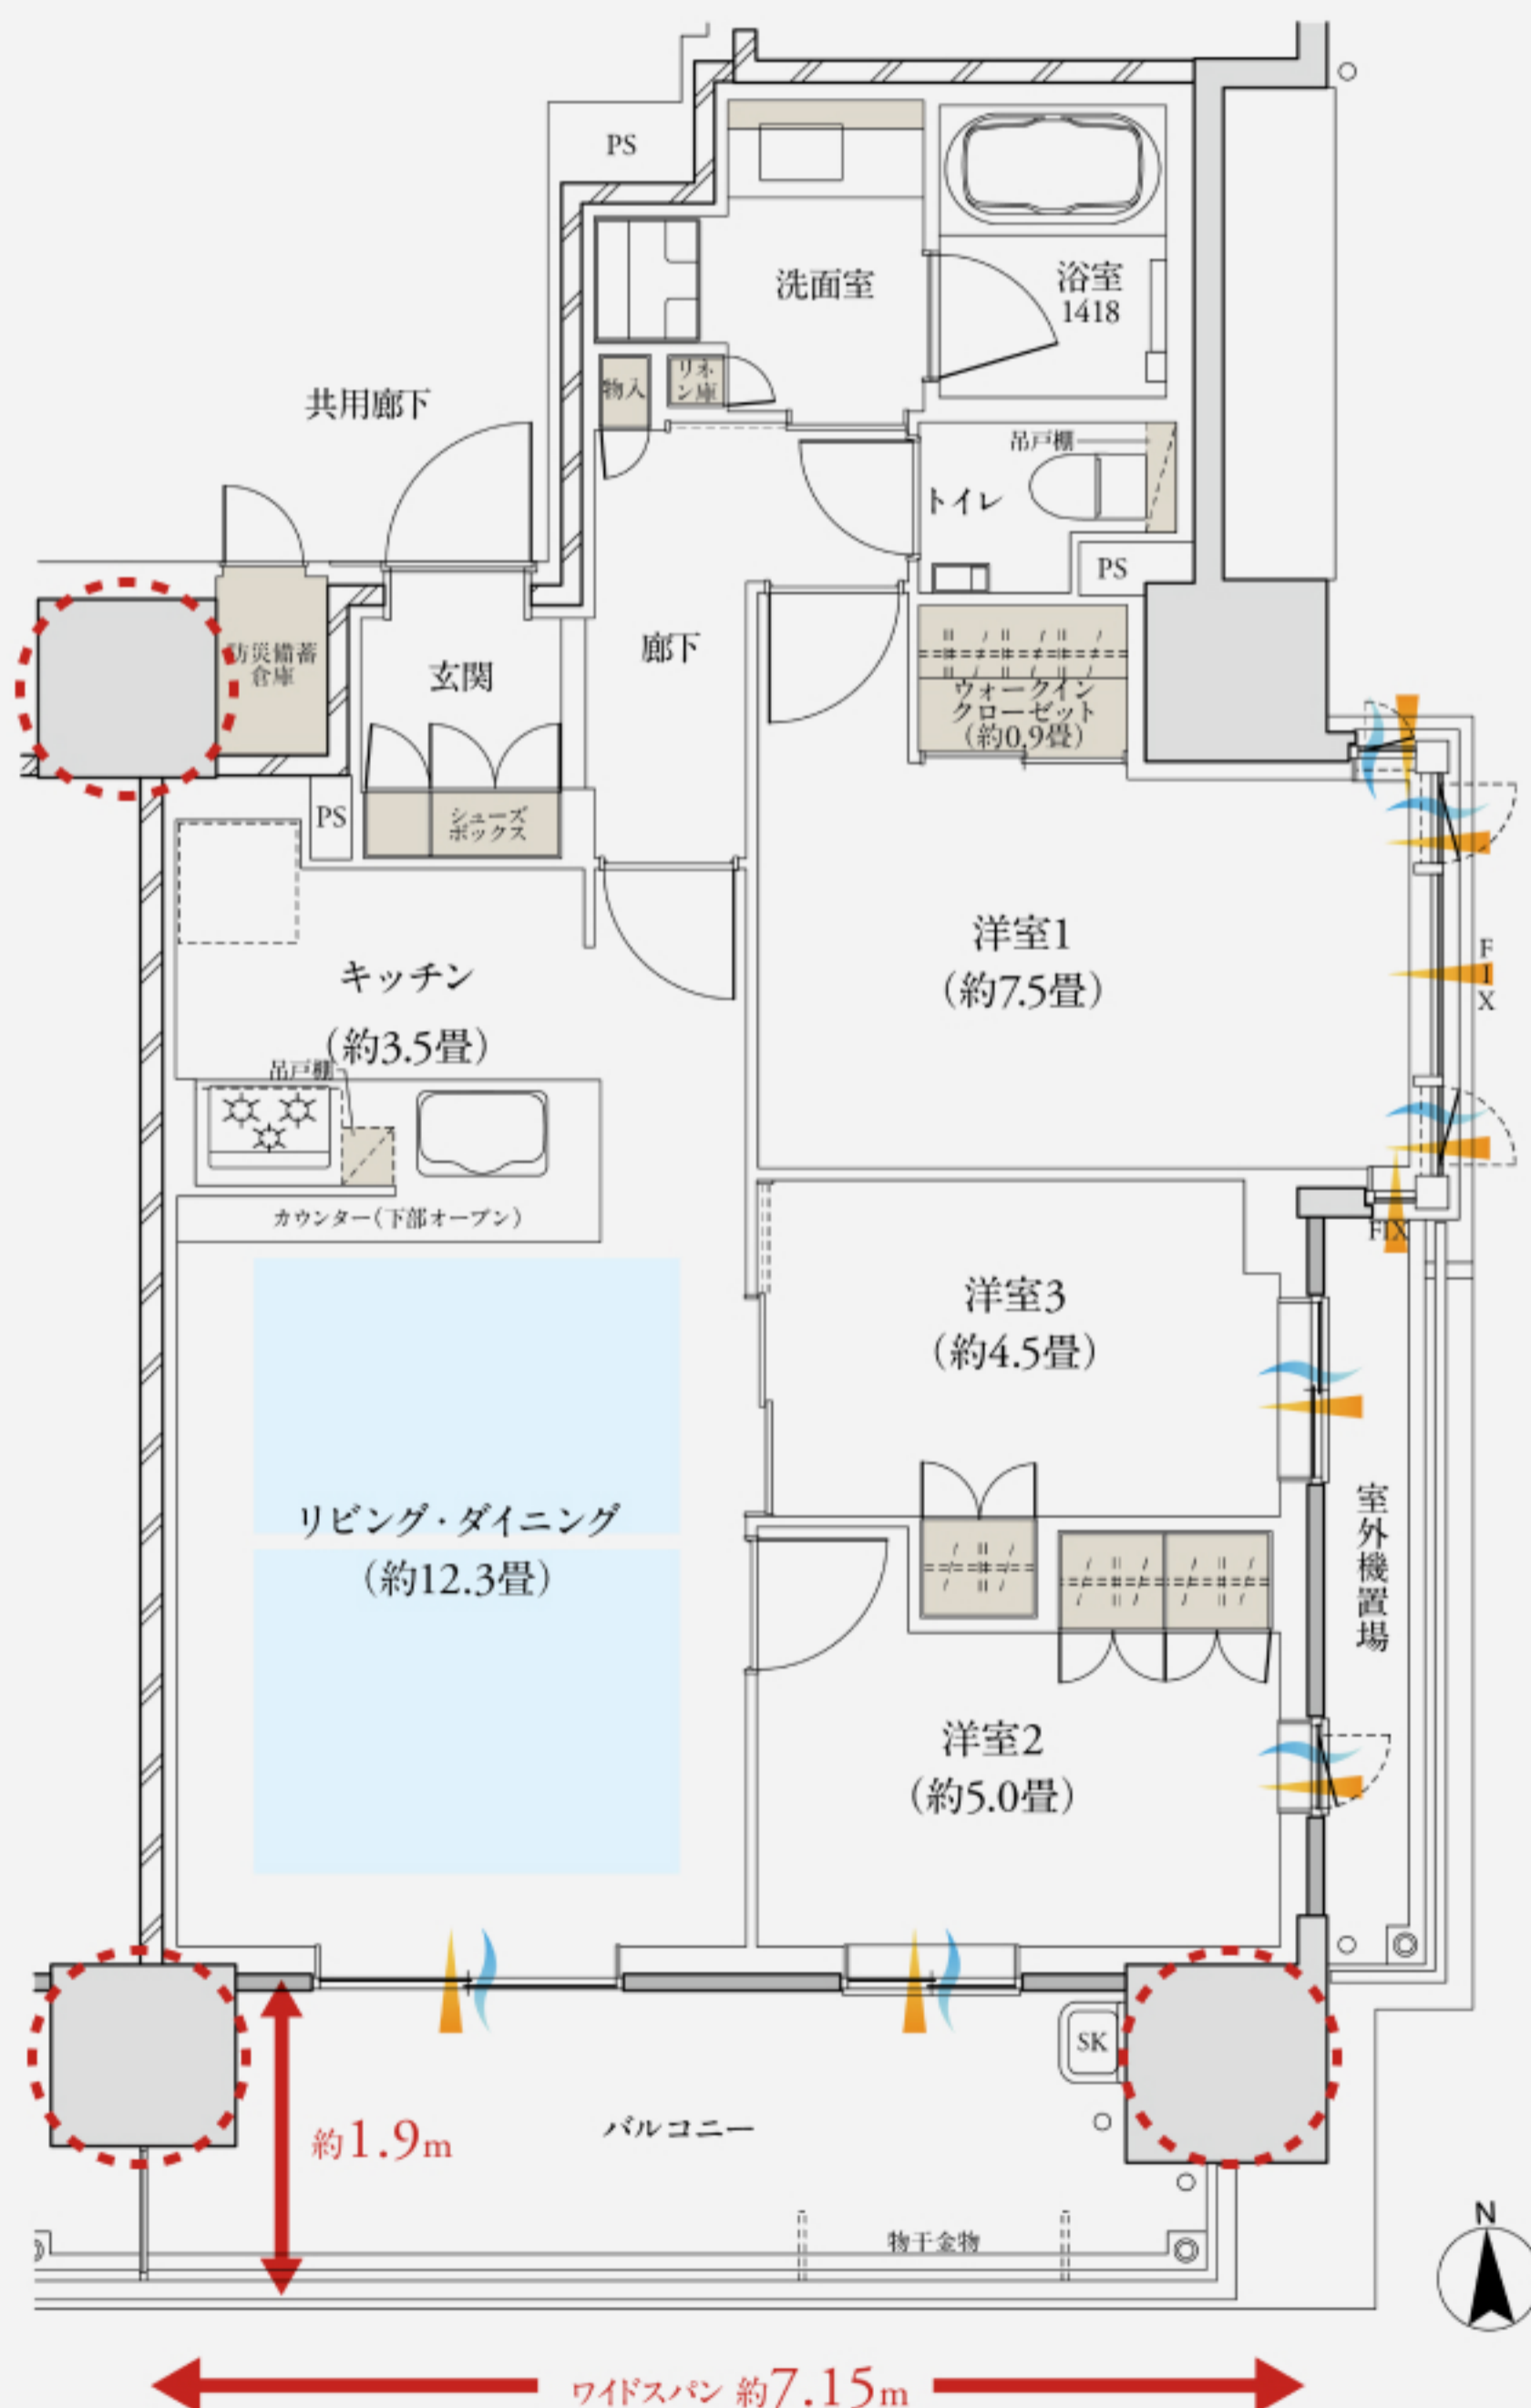 PS
洗面室
浴室
1418
物入
リネ
ン庫
共用廊下
吊戸棚
トイレ
PS
防災備蓄
倉庫
玄関
廊下
ウォークイン
クローゼット
（約0.9畳）
PS
シューズ
ボックス
キッチン
（約3.5畳）
吊戸棚
カウンター（下部オープン）
洋室1
（約7.5畳）
F
I
X
FIX
洋室3
（約4.5畳）
リビング・ダイニング
（約12.3畳）
室外機置場
洋室2
（約5.0畳）
SK
約1.9m
バルコニー
物干金物
N
ワイドスパン 約7.15m